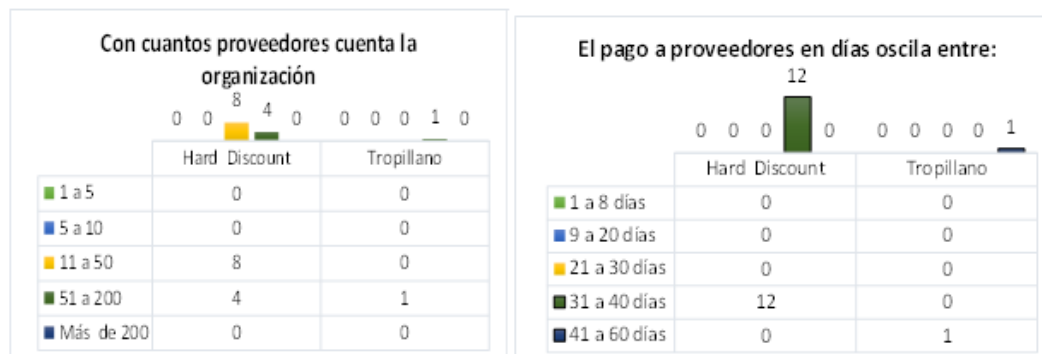 Con cuantos proveedores cuenta la
organización
0 0 8 4 0 0 0 0 1 0
Hard Discount Tropillano
1 a 5 0 0
5 a 10 0 0
11 a 50 8 0
51 a 200 4 1
Más de 200 0 0
El pago a proveedores en días oscila entre:
12
0 0 0 0 0 0 0 0 1
Hard Discount Tropillano
1 a 8 días 0 0
9 a 20 días 0 0
21 a 30 días 0 0
31 a 40 días 12 0
41 a 60 días 0 1